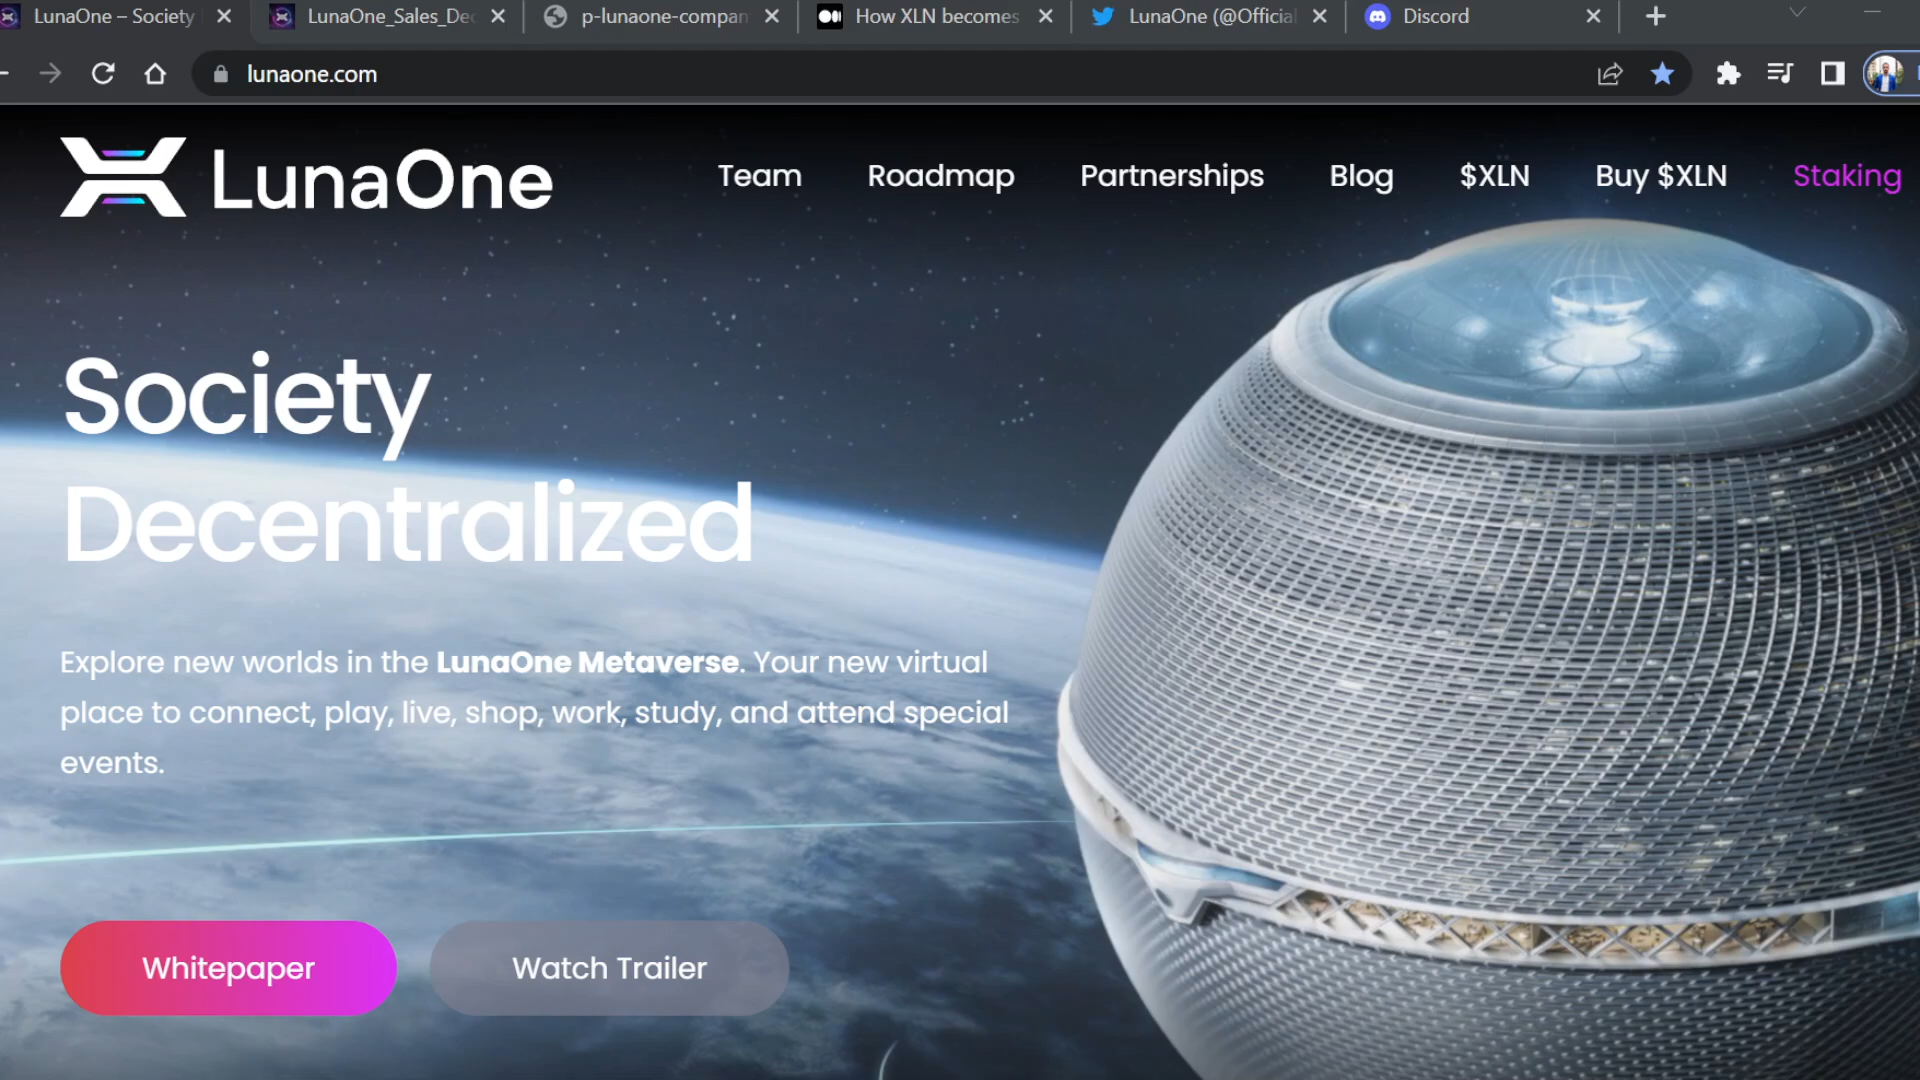 LunaOne – Society
LunaOne_Sales_Dec
p-lunaone-compan
How XLN becomes
LunaOne (@Official
Discord
lunaone.com
LunaOne
Team
Roadmap
Partnerships
Blog
$XLN
Buy $XLN
Staking
Society
Decentralized
Explore new worlds in the LunaOne Metaverse. Your new virtual
place to connect, play, live, shop, work, study, and attend special
events.
Whitepaper
Watch Trailer